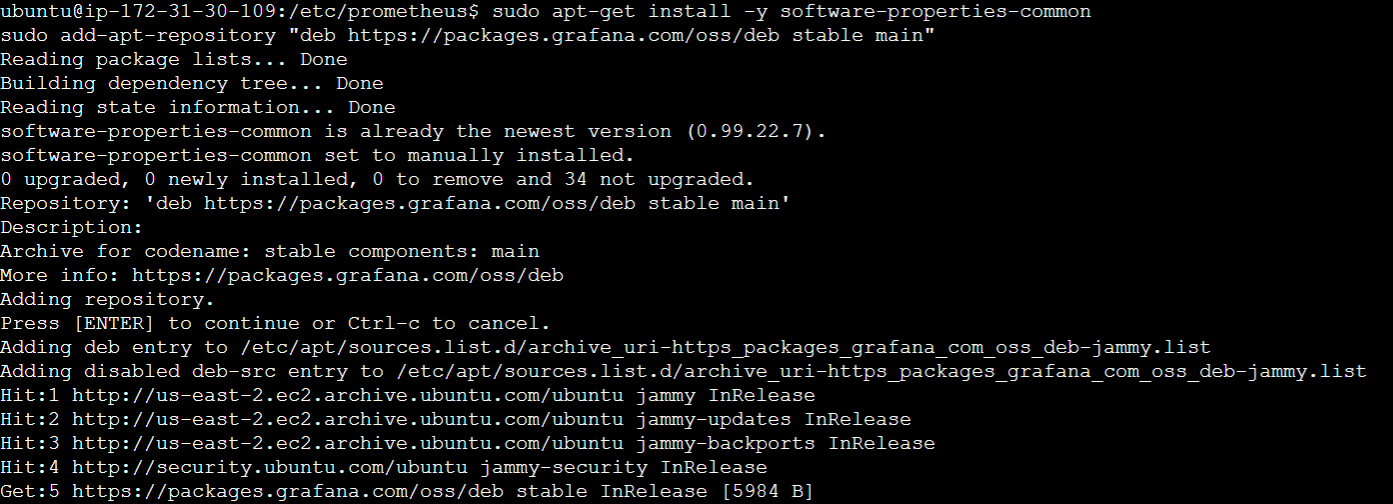 ubuntu@ip-172-31-30-109:/etc/prometheus$ sudo apt-get install -y software-properties-common
sudo add-apt-repository "deb https://packages.grafana.com/oss/deb stable main"
Reading package lists... Done
Building dependency tree... Done
Reading state information... Done
software-properties-common is already the newest version (0.99.22.7).
software-properties-common set to manually installed.
0 upgraded, 0 newly installed, 0 to remove and 34 not upgraded.
Repository: 'deb https://packages.grafana.com/oss/deb stable main'
Description:
Archive for codename: stable components: main
More info: https://packages.grafana.com/oss/deb
Adding repository.
Press [ENTER] to continue or Ctrl-c to cancel.
Adding deb entry to /etc/apt/sources.list.d/archive_uri-https_packages_grafana_com_oss_deb-jammy.list
Adding disabled deb-src entry to /etc/apt/sources.list.d/archive_uri-https_packages_grafana_com_oss_deb-jammy.list
Hit:1 http://us-east-2.ec2.archive.ubuntu.com/ubuntu jammy InRelease
Hit:2 http://us-east-2.ec2.archive.ubuntu.com/ubuntu jammy-updates InRelease
Hit:3 http://us-east-2.ec2.archive.ubuntu.com/ubuntu jammy-backports InRelease
Hit:4 http://security.ubuntu.com/ubuntu jammy-security InRelease
Get:5 https://packages.grafana.com/oss/deb stable InRelease [5984 B]